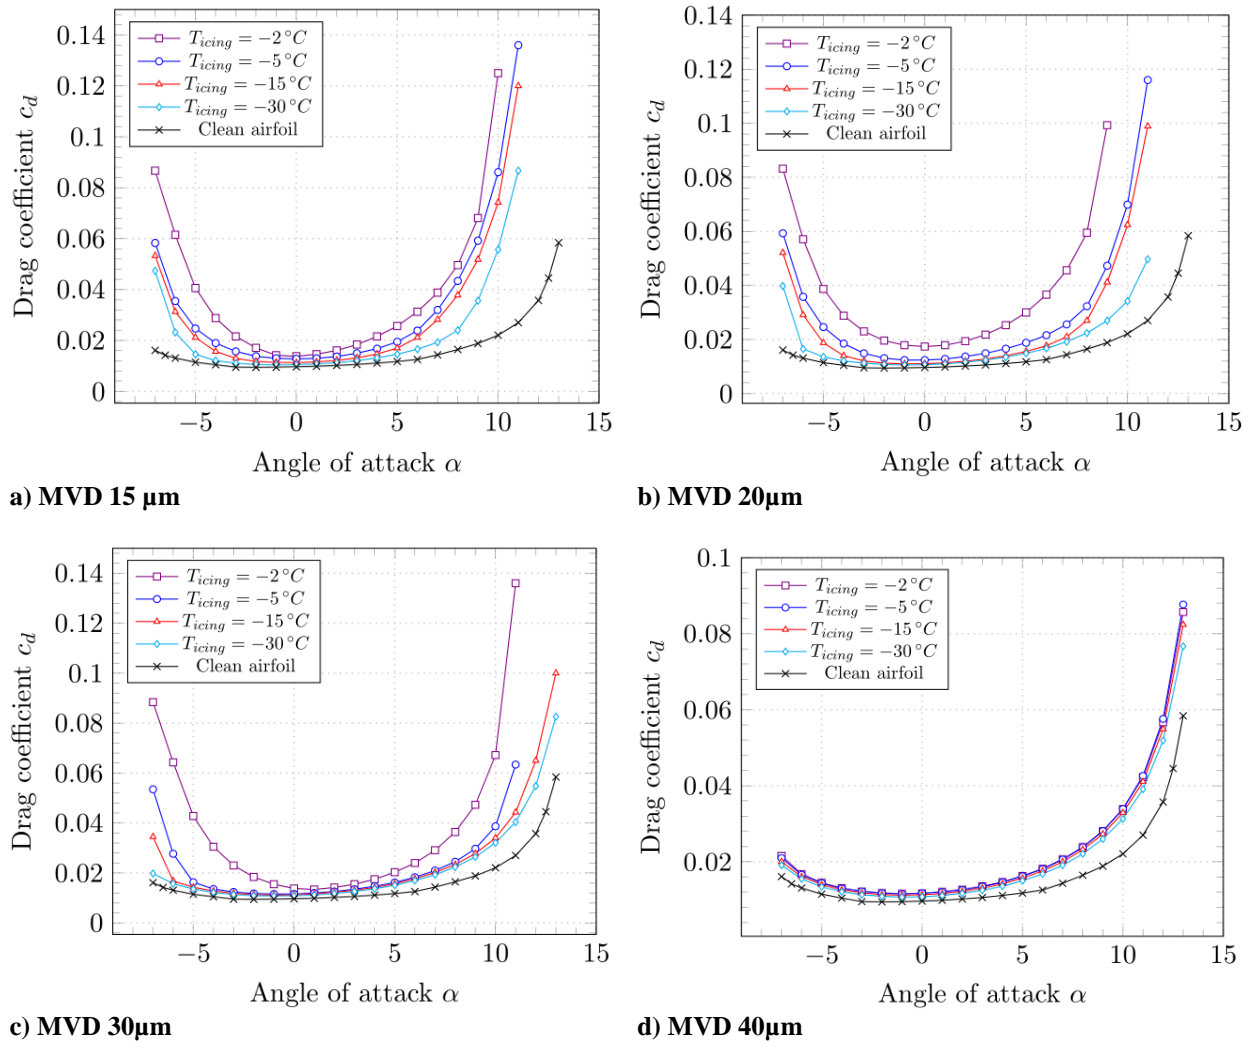 0.14
0.12
0.1
0.08
0.06
0.04
0.02
0
Drag coefficient c_d
T_icing = −2 °C
T_icing = −5 °C
T_icing = −15 °C
T_icing = −30 °C
Clean airfoil
−5 0 5 10 15
Angle of attack α
a) MVD 15 µm
0.14
0.12
0.1
0.08
0.06
0.04
0.02
0
Drag coefficient c_d
T_icing = −2 °C
T_icing = −5 °C
T_icing = −15 °C
T_icing = −30 °C
Clean airfoil
−5 0 5 10 15
Angle of attack α
b) MVD 20µm
0.14
0.12
0.1
0.08
0.06
0.04
0.02
0
Drag coefficient c_d
T_icing = −2 °C
T_icing = −5 °C
T_icing = −15 °C
T_icing = −30 °C
Clean airfoil
−5 0 5 10 15
Angle of attack α
c) MVD 30µm
0.1
0.08
0.06
0.04
0.02
Drag coefficient c_d
T_icing = −2 °C
T_icing = −5 °C
T_icing = −15 °C
T_icing = −30 °C
Clean airfoil
−5 0 5 10 15
Angle of attack α
d) MVD 40µm